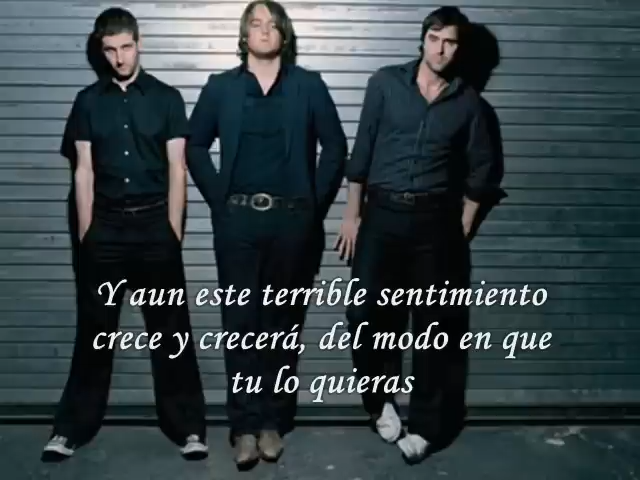 Y aun este terrible sentimiento
crece y crecerá, del modo en que
tu lo quieras